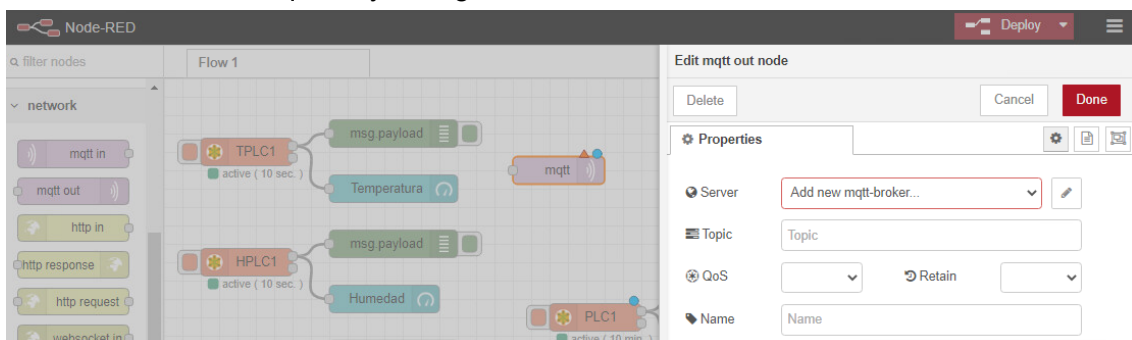 Node-RED
Deploy
filter nodes
Flow 1
Edit mqtt out node
network
Delete
Cancel
Done
msg.payload
Properties
mqtt in
TPLC1
mqtt
active ( 10 sec. )
mqtt out
Temperatura
Server
Add new mqtt-broker...
http in
Topic
Topic
msg.payload
http response
HPLC1
QoS
Retain
active ( 10 sec. )
http request
Humedad
PLC1
Name
Name
websocket in
active ( 10 min. )